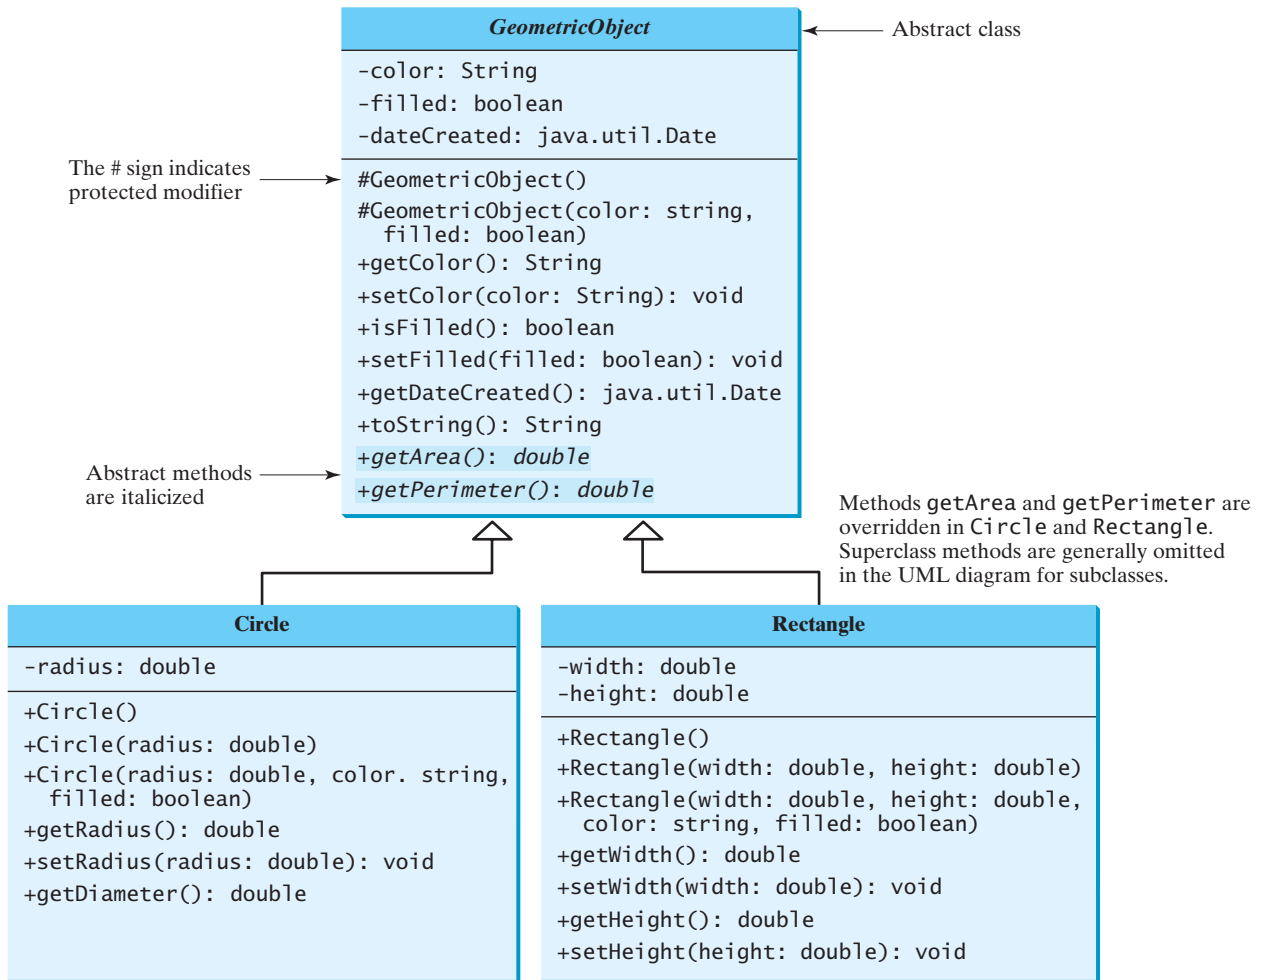 GeometricObject
Abstract class
-color: String
-filled: boolean
-dateCreated: java.util.Date
The # sign indicates
protected modifier
#GeometricObject()
#GeometricObject(color: string,
filled: boolean)
+getColor(): String
+setColor(color: String): void
+isFilled(): boolean
+setFilled(filled: boolean): void
+getDateCreated(): java.util.Date
+toString(): String
+getArea(): double
Abstract methods
are italicized
+getPerimeter(): double
Methods getArea and getPerimeter are
overridden in Circle and Rectangle.
Superclass methods are generally omitted
in the UML diagram for subclasses.
Circle
-radius: double
+Circle()
+Circle(radius: double)
+Circle(radius: double, color. string,
filled: boolean)
+getRadius(): double
+setRadius(radius: double): void
+getDiameter(): double
Rectangle
-width: double
-height: double
+Rectangle()
+Rectangle(width: double, height: double)
+Rectangle(width: double, height: double,
color: string, filled: boolean)
+getWidth(): double
+setWidth(width: double): void
+getHeight(): double
+setHeight(height: double): void